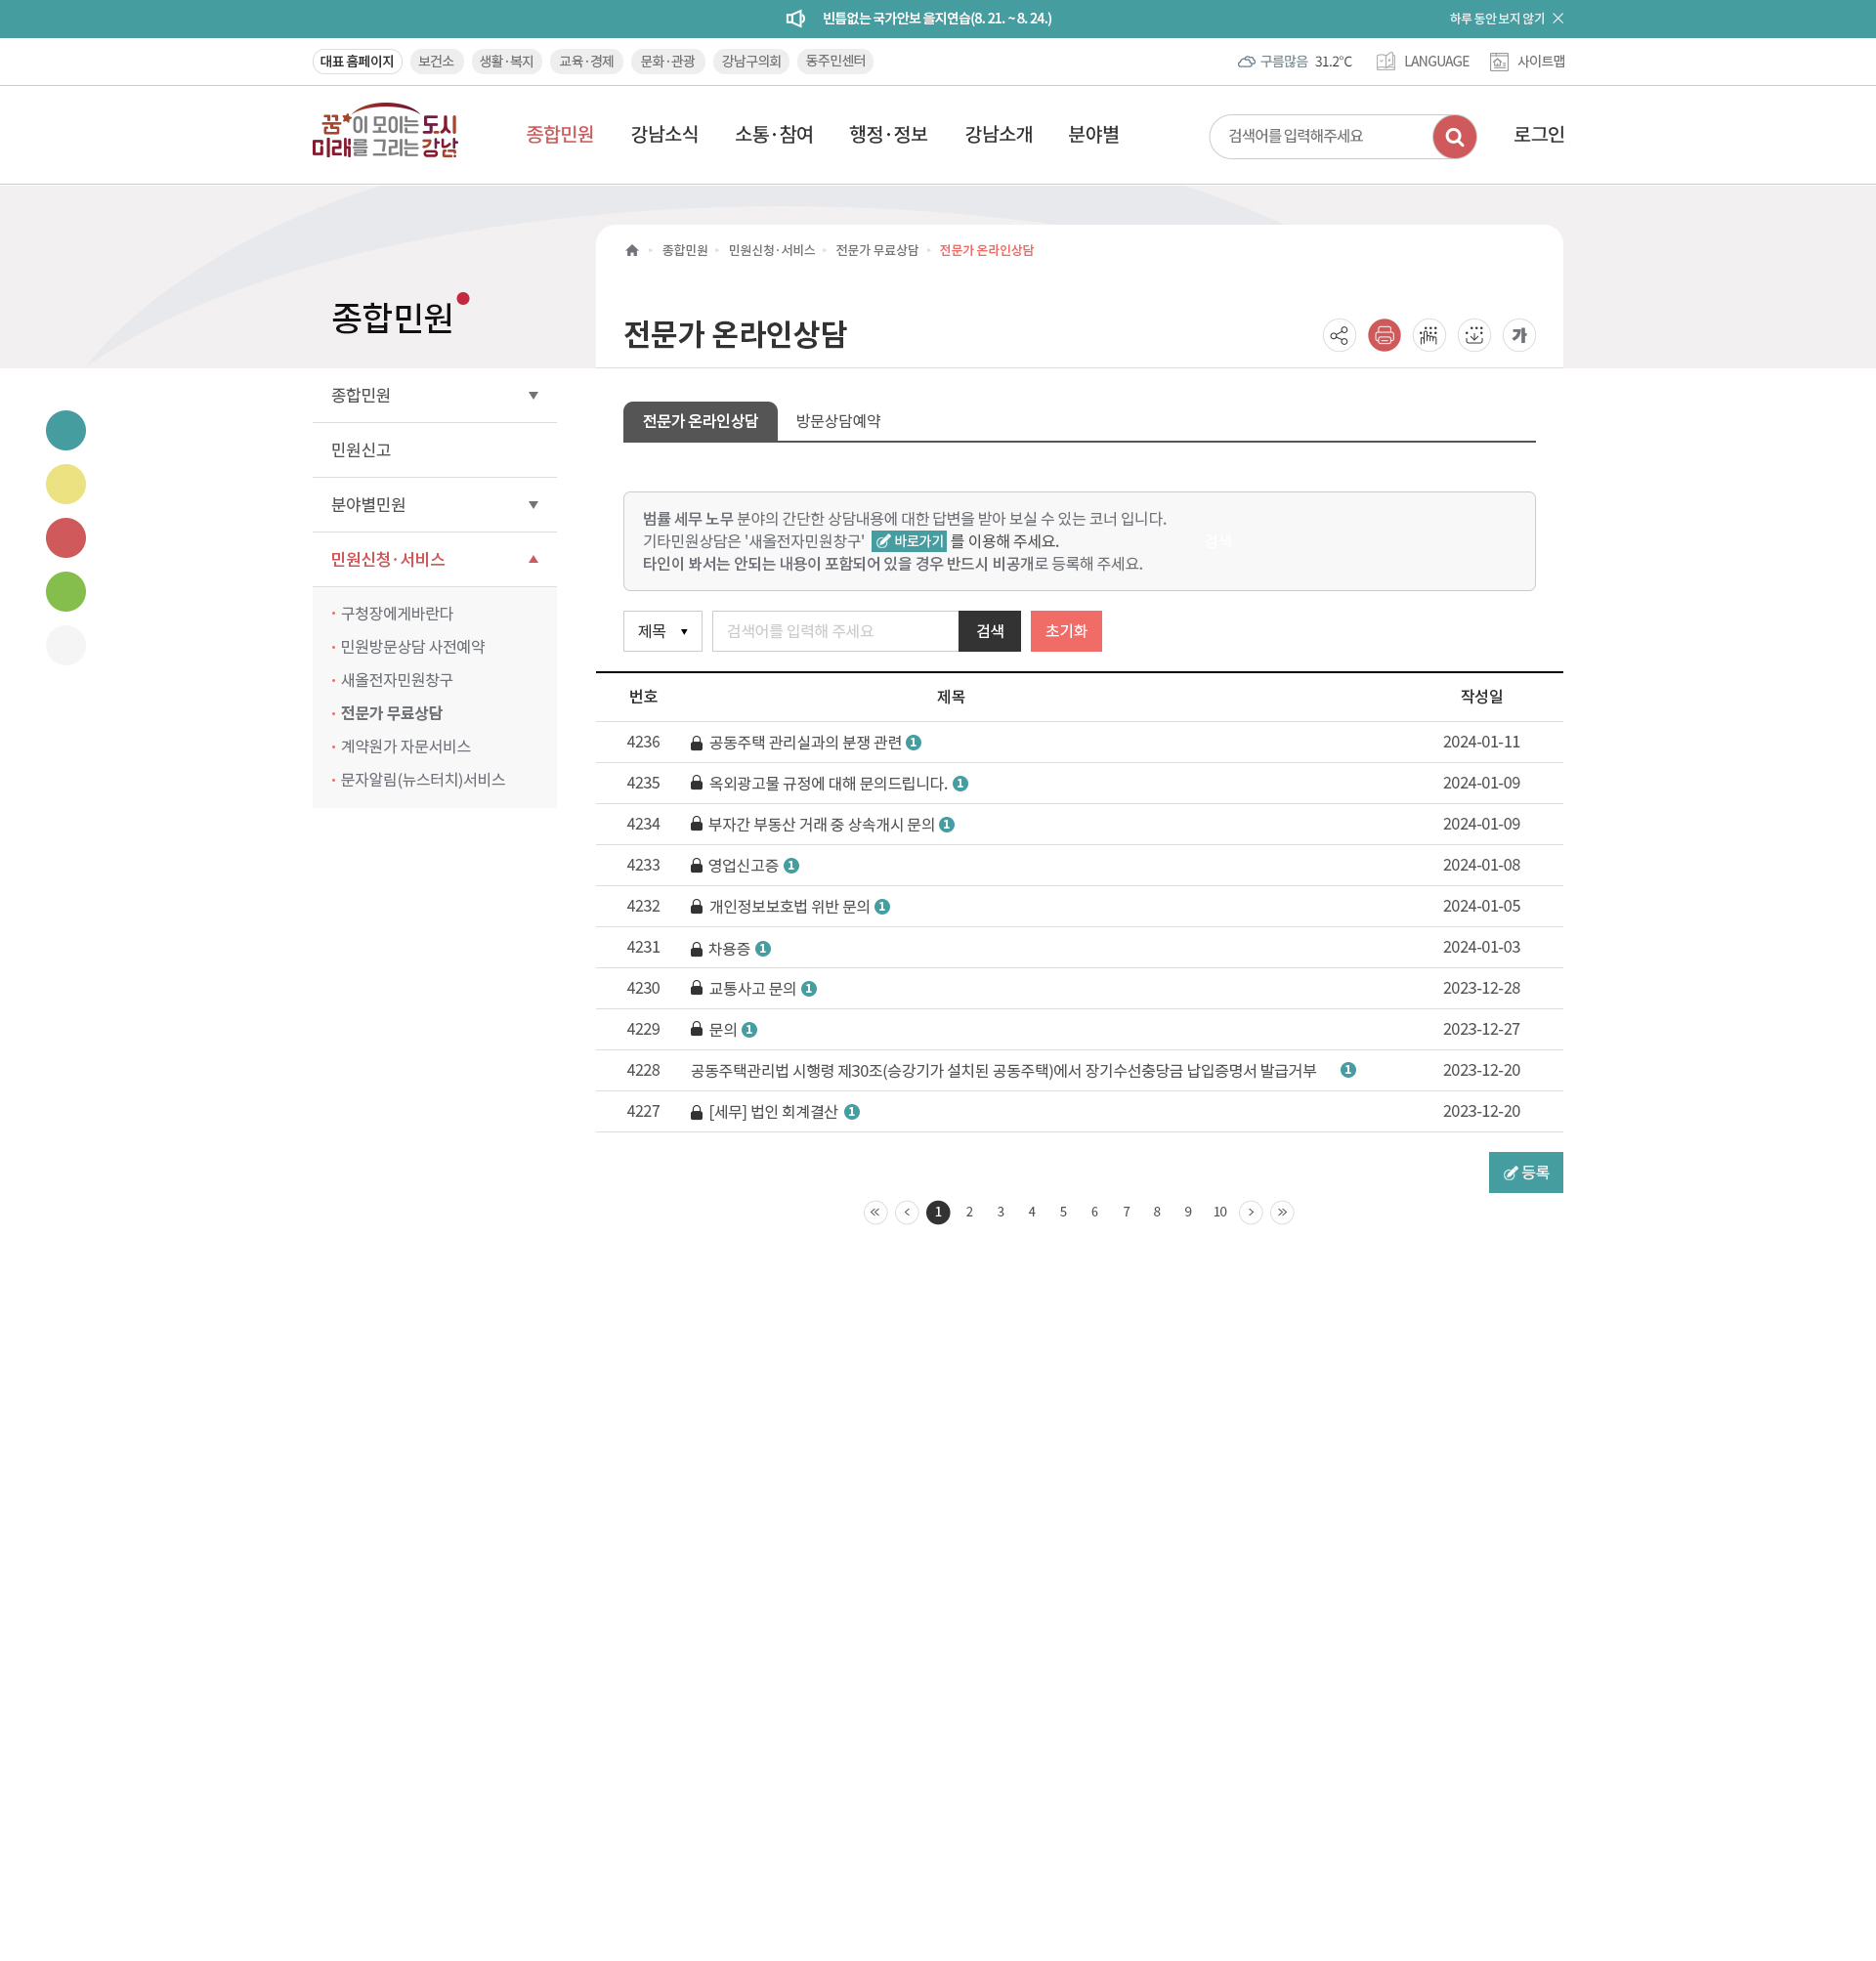 빈틈없는 국가안보 을지연습(8. 21. ~ 8. 24.)
하루 동안 보지 않기
대표 홈페이지 보건소 생활·복지 교육·경제 문화·관광 강남구의회 동주민센터
구름많음 31.2℃ LANGUAGE 사이트맵
꿈이 모이는 도시
미래를 그리는 강남
종합민원 강남소식 소통·참여 행정·정보 강남소개 분야별
검색어를 입력해주세요
로그인
종합민원 민원신청·서비스 전문가 무료상담 전문가 온라인상담
종합민원
전문가 온라인상담
가
종합민원
민원신고
분야별민원
민원신청·서비스
구청장에게바란다
민원방문상담 사전예약
새올전자민원창구
전문가 무료상담
계약원가 자문서비스
문자알림(뉴스터치)서비스
전문가 온라인상담 방문상담예약
범률 세무 노무 분야의 간단한 상담내용에 대한 답변을 받아 보실 수 있는 코너 입니다.
기타민원상담은 '새올전자민원창구' 바로가기 를 이용해 주세요. 검색
타인이 봐서는 안되는 내용이 포함되어 있을 경우 반드시 비공개로 등록해 주세요.
제목 검색어를 입력해 주세요 검색 초기화
번호 제목 작성일
4236 공동주택 관리실과의 분쟁 관련 1 2024-01-11
4235 옥외광고물 규정에 대해 문의드립니다. 1 2024-01-09
4234 부자간 부동산 거래 중 상속개시 문의 1 2024-01-09
4233 영업신고증 1 2024-01-08
4232 개인정보보호법 위반 문의 1 2024-01-05
4231 차용증 1 2024-01-03
4230 교통사고 문의 1 2023-12-28
4229 문의 1 2023-12-27
4228 공동주택관리법 시행령 제30조(승강기가 설치된 공동주택)에서 장기수선충당금 납입증명서 발급거부 1 2023-12-20
4227 [세무] 법인 회계결산 1 2023-12-20
등록
« ‹ 1 2 3 4 5 6 7 8 9 10 › »